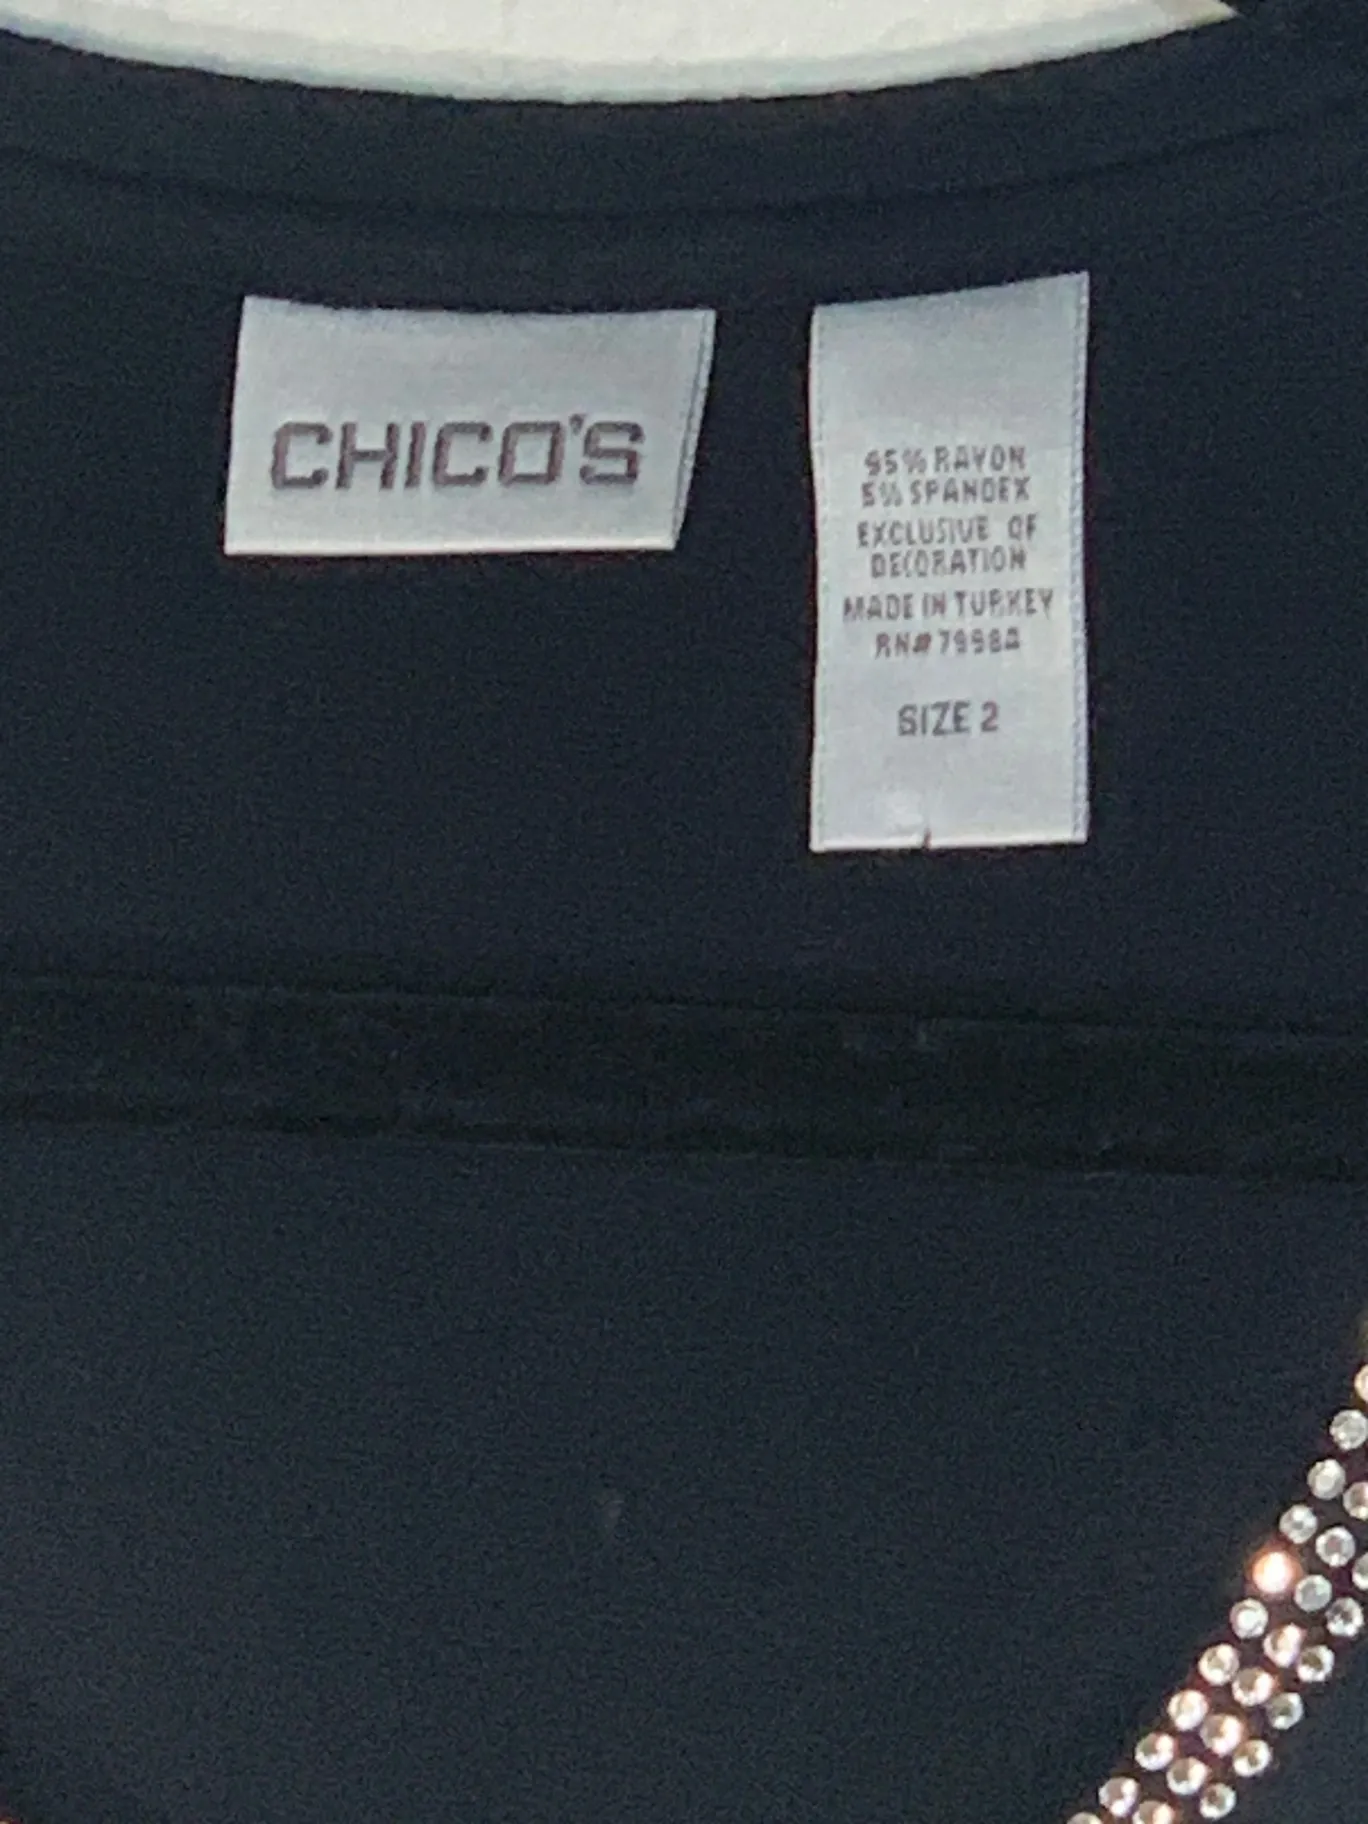 CHICO'S
95% RAYON
5% SPANDEX
EXCLUSIVE OF
DECORATION
MADE IN TURKEY
RN# 79984
SIZE 2